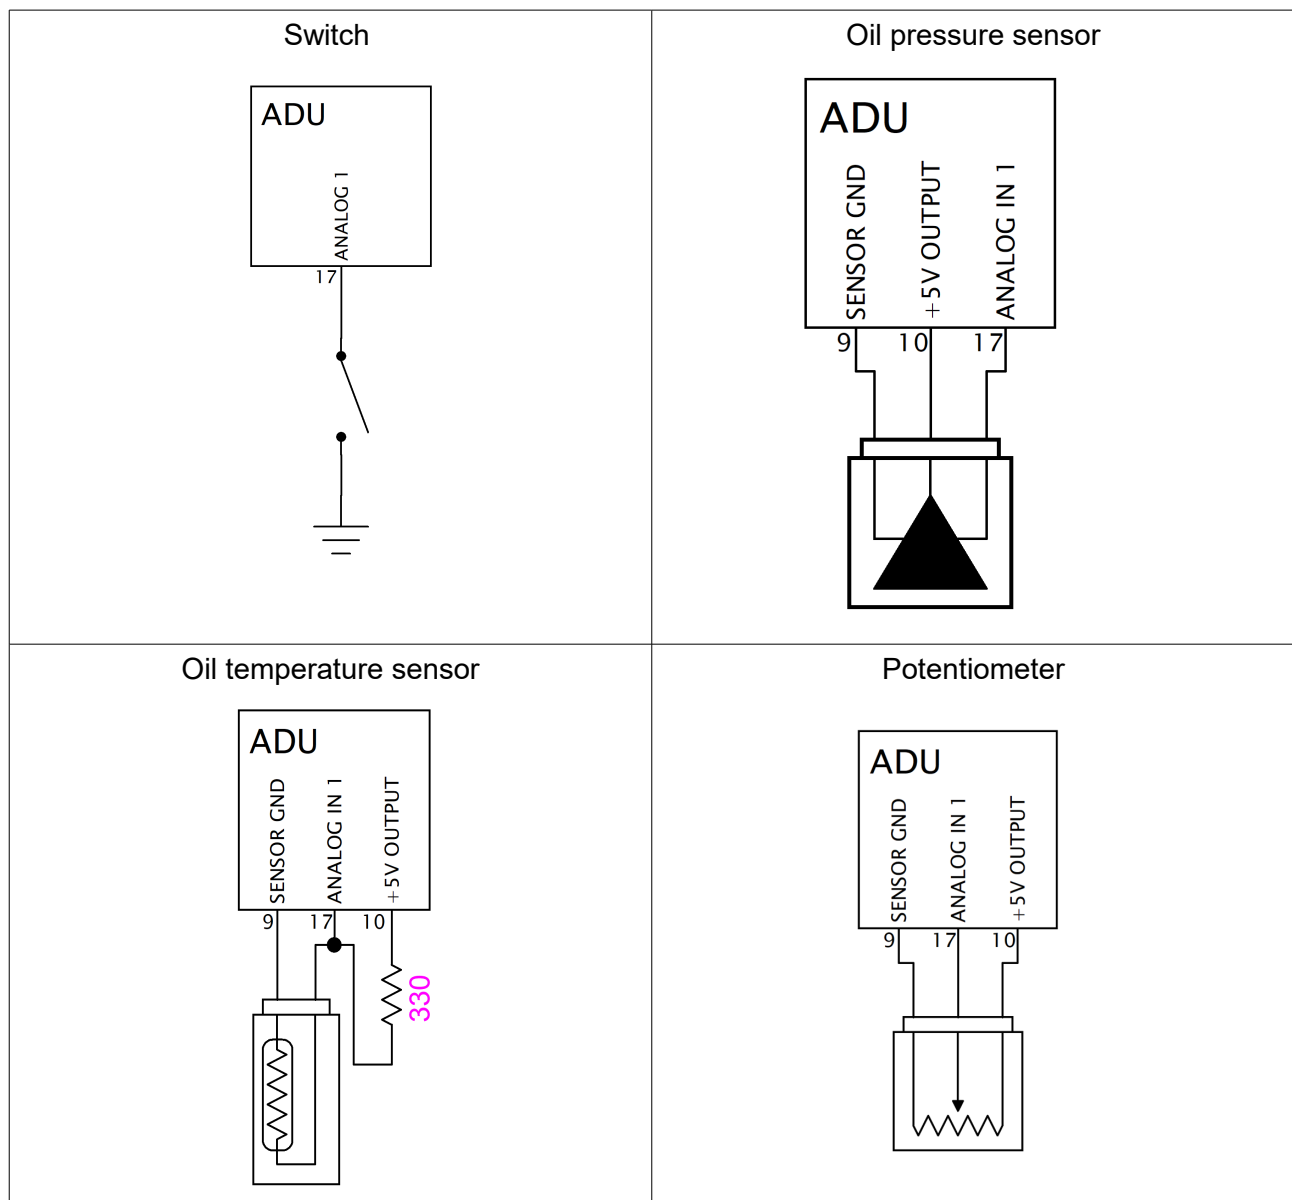 Switch
ADU
ANALOG 1
17
Oil pressure sensor
ADU
SENSOR GND
+5V OUTPUT
ANALOG IN 1
9
10
17
Oil temperature sensor
ADU
SENSOR GND
ANALOG IN 1
+5V OUTPUT
9
17
10
330
Potentiometer
ADU
SENSOR GND
ANALOG IN 1
+5V OUTPUT
9
17
10